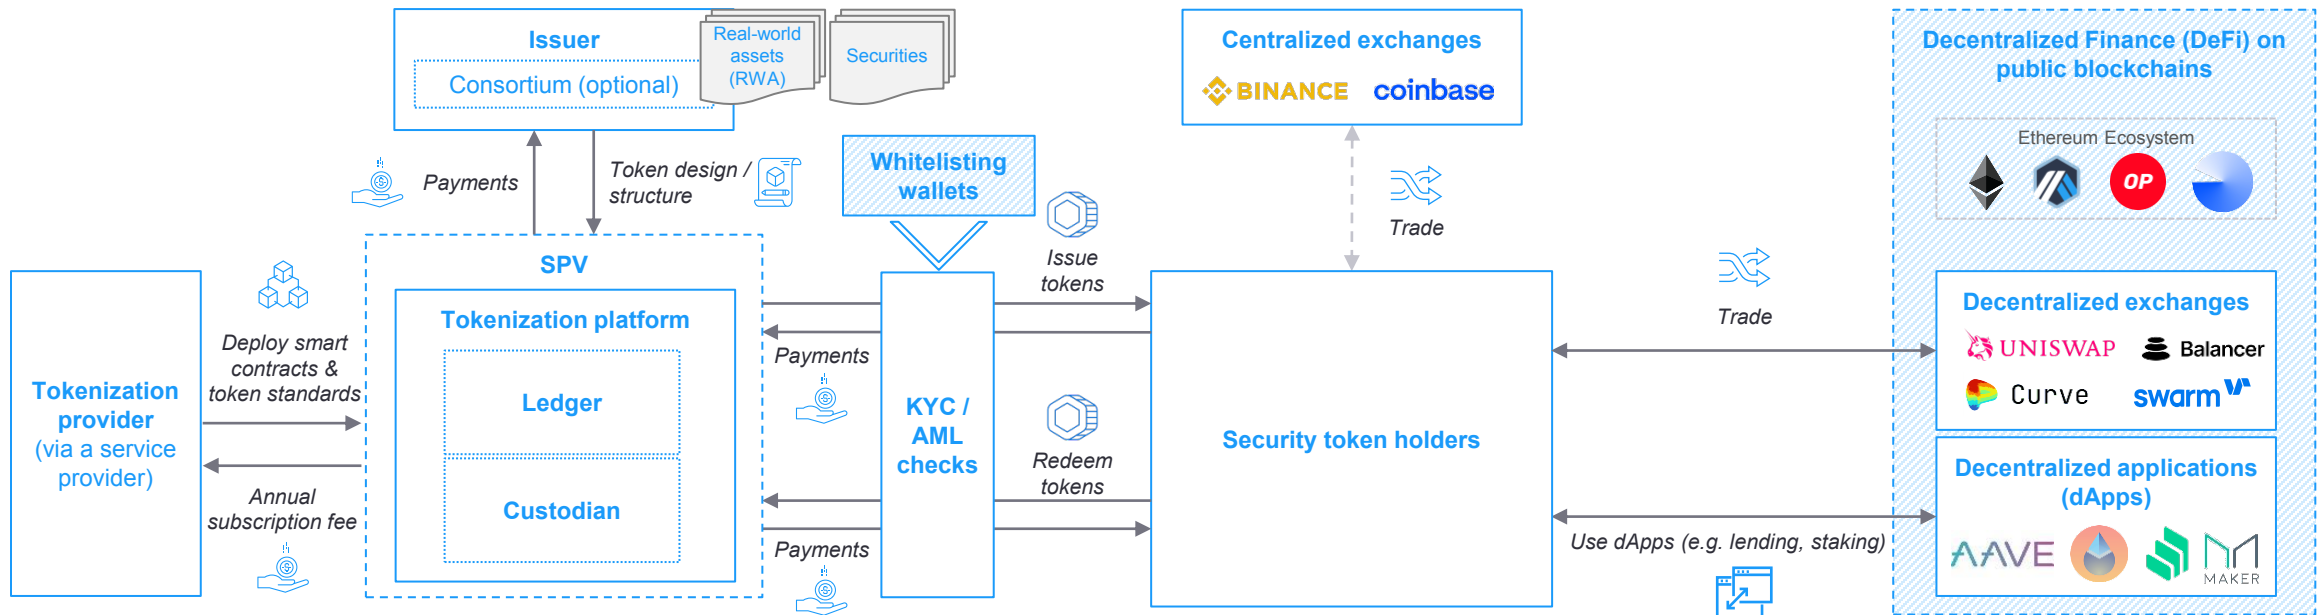 Issuer
Consortium (optional)
Real-world
assets
(RWA)
Securities
Centralized exchanges
BINANCE
coinbase
Decentralized Finance (DeFi) on
public blockchains
Ethereum Ecosystem
OP
Payments
Token design /
structure
Whitelisting
wallets
Trade
Issue
tokens
SPV
Tokenization platform
Ledger
Custodian
Deploy smart
contracts &
token standards
Tokenization
provider
(via a service
provider)
Annual
subscription fee
Payments
KYC /
AML
checks
Redeem
tokens
Payments
Security token holders
Trade
Decentralized exchanges
UNISWAP
Balancer
Curve
swarm
Use dApps (e.g. lending, staking)
Decentralized applications
(dApps)
AAVE
MAKER